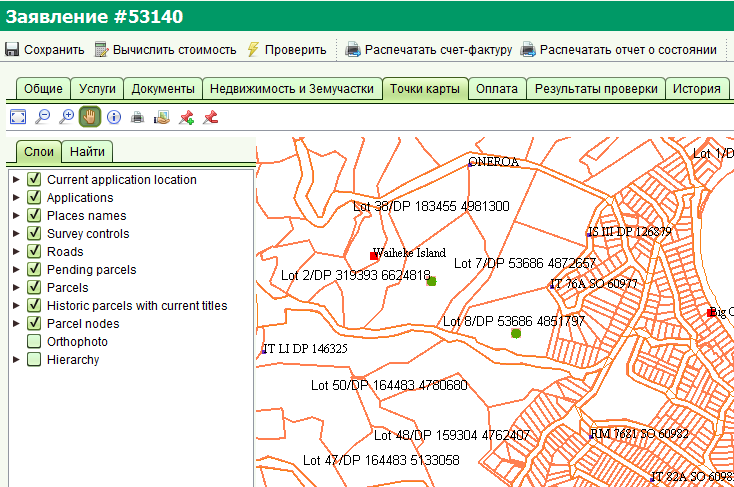 Заявление #53140
Сохранить Вычислить стоимость Проверить Распечатать счет-фактуру Распечатать отчет о состоянии
Общие Услуги Документы Недвижимость иЗемучастки Точки карты Оплата Результаты проверки История
Слои Найти
Current application location
Applications
Places names
Survey controls
Roads
Pending parcels
Parcels
Historic parcels with current titles
Parcel nodes
Orthophoto
Hierarchy
Lot 1/D
ONEROA
Lot 38/DP 183455 4981300
JS III DP 126879
Waiheke Island
Lot 7/DP 53686 4872657
Lot 2/DP 319393 6624818
IT 76A SO 60977
Big O
Lot 8/DP 53686 4851797
IT LI DP 146325
Lot 50/DP 164483 4780680
Lot 48/DP 159304 4762407
RM 7681 SO 60982
Lot 47/DP 164483 5133058
IT 82A SO 6098